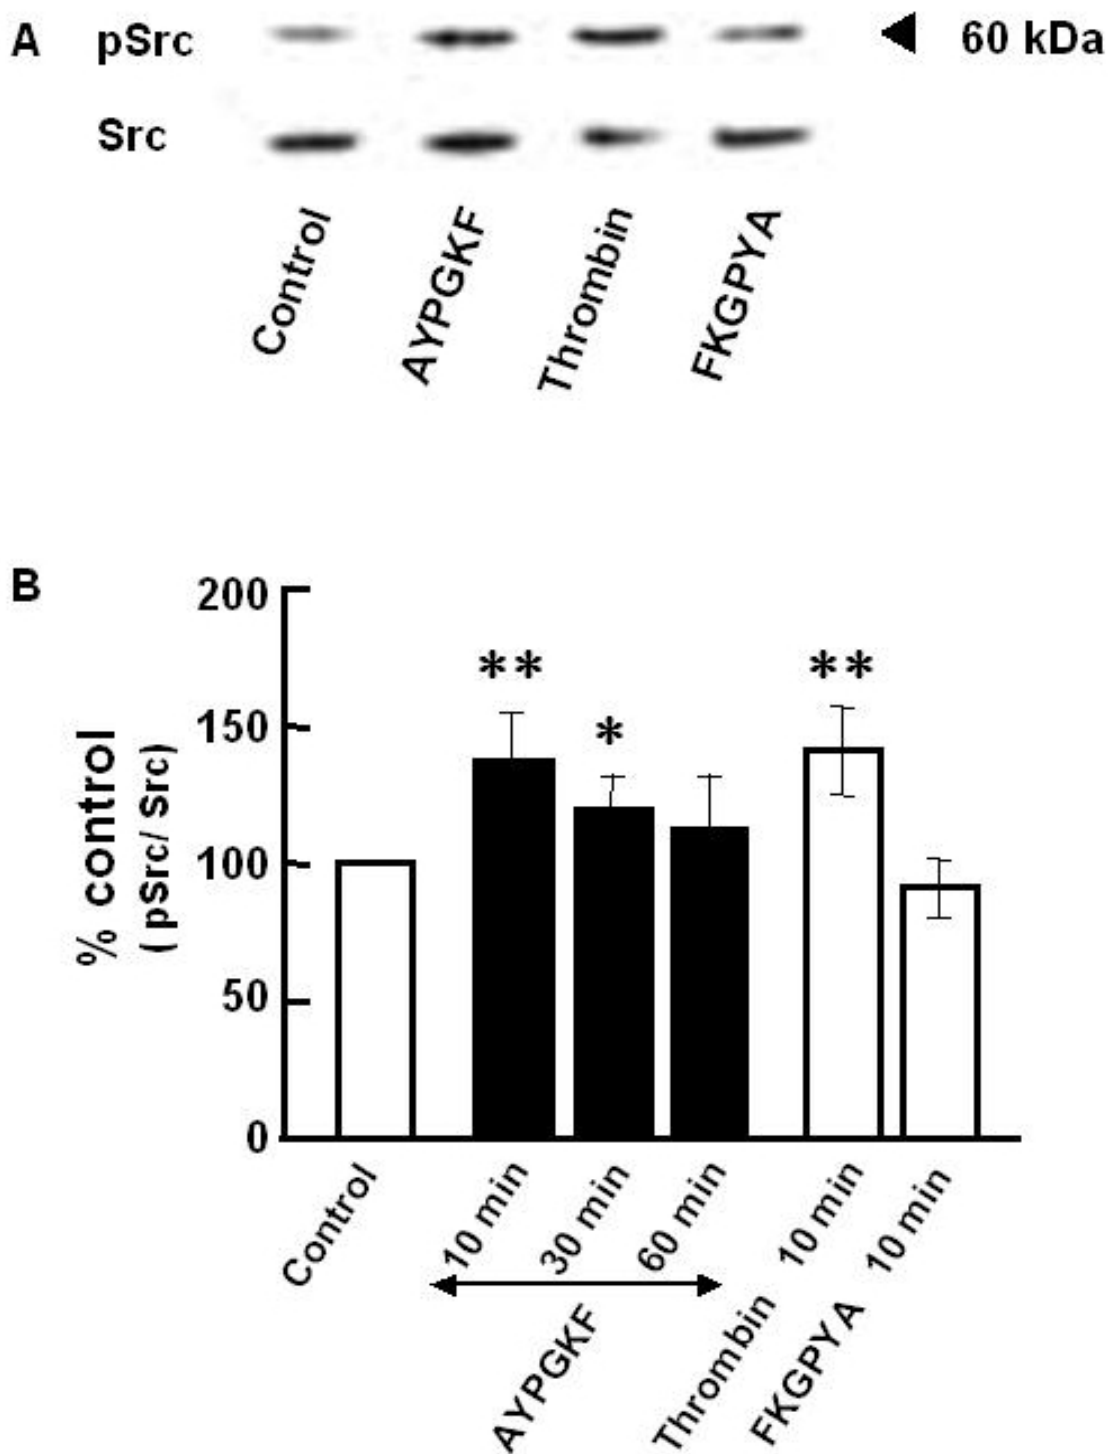 A pSrc 60 kDa
Src
Control AYPGKF Thrombin FKGPYA
B
200
150
100
50
0
% control
(pSrc/ Src)
** * **
Control 10 min 30 min 60 min 10 min 10 min
AYPGKF Thrombin FKGPYA